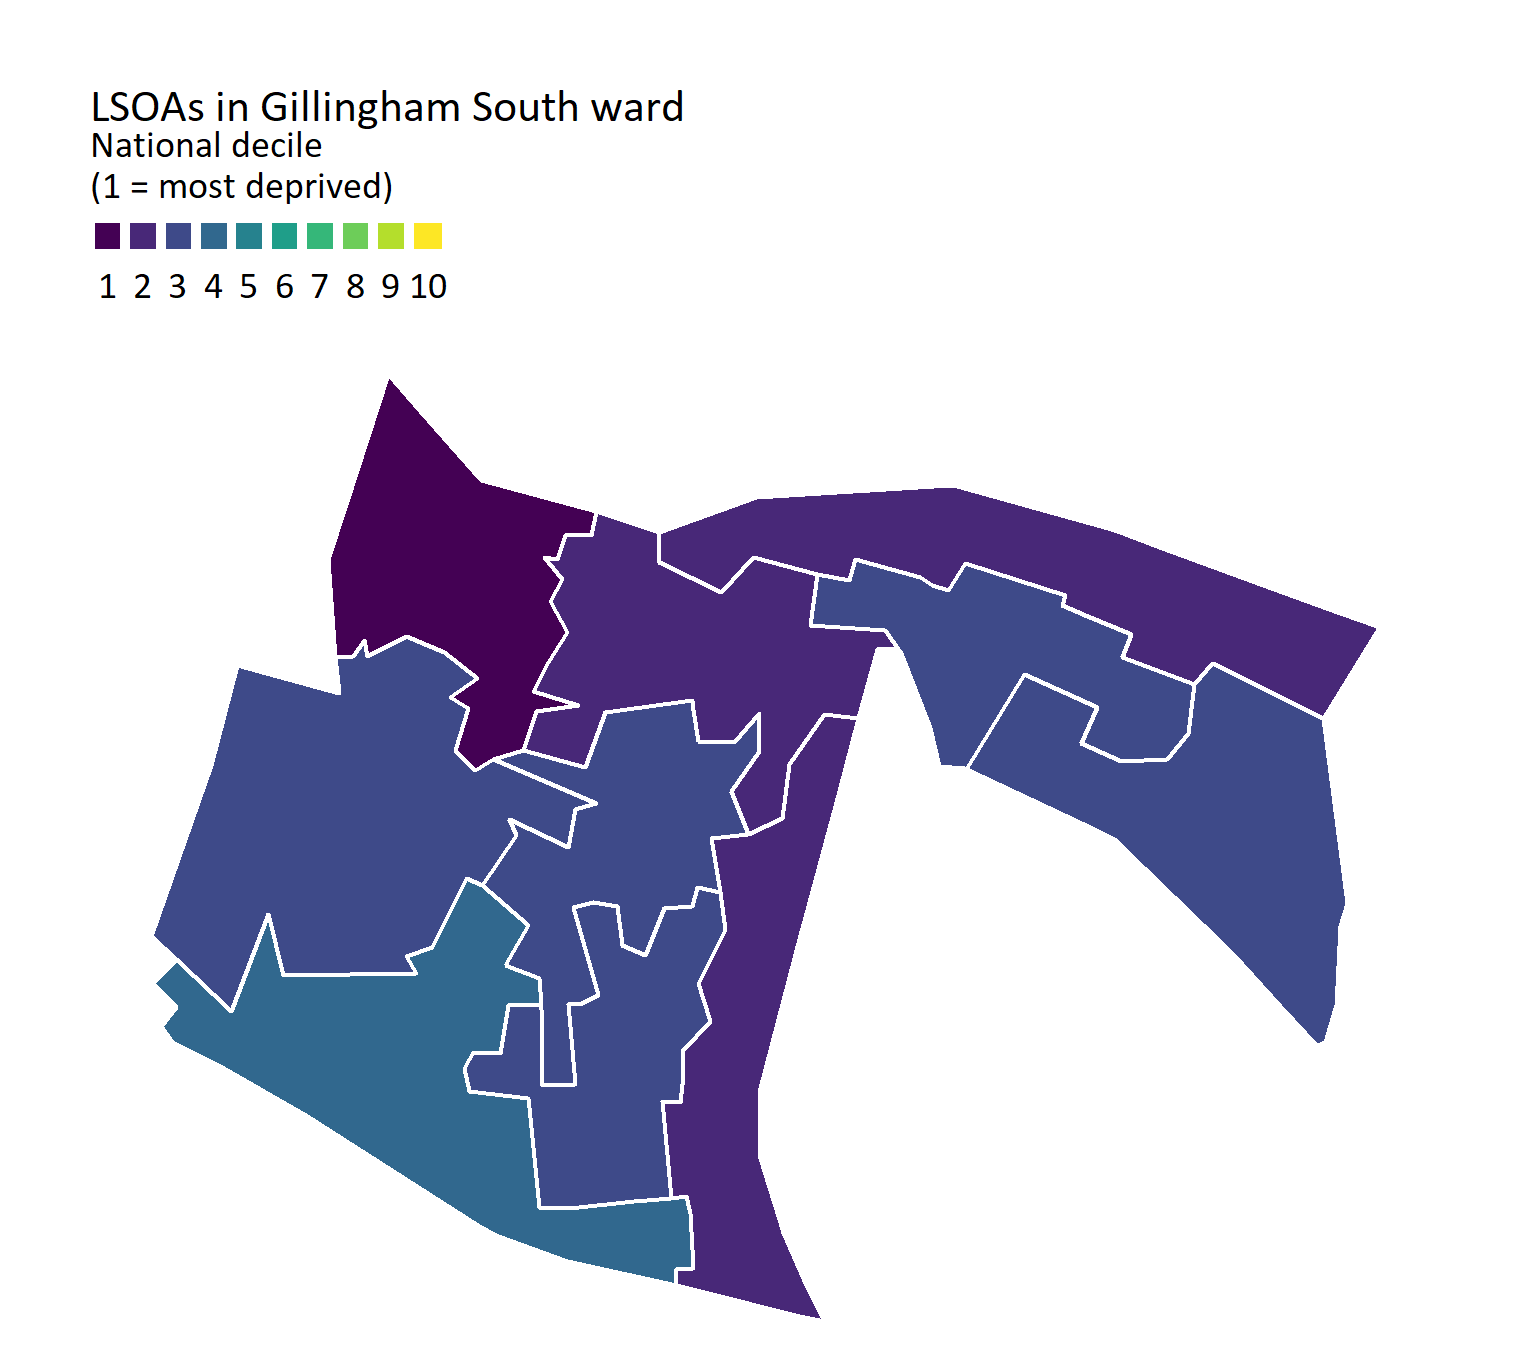 LSOAs in Gillingham South ward
National decile
(1 = most deprived)
1 2 3 4 5 6 7 8 9 10